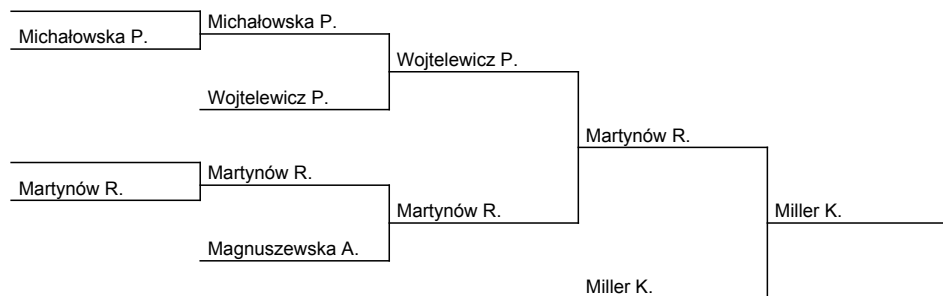 Michałowska P.
Michałowska P.
Wojtelewicz P.
Wojtelewicz P.
Martynów R.
Martynów R.
Martynów R.
Martynów R.
Miller K.
Magnuszewska A.
Miller K.